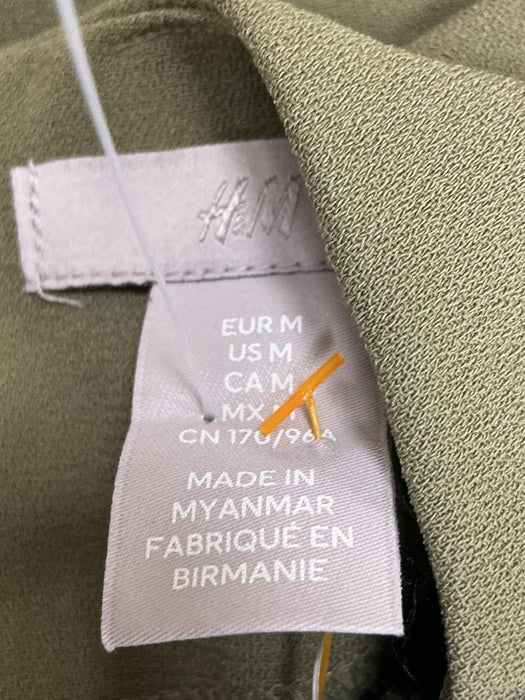 H&M
EUR M
US M
CA M
MX M
CN 170/96A
MADE IN
MYANMAR
FABRIQUÉ EN
BIRMANIE